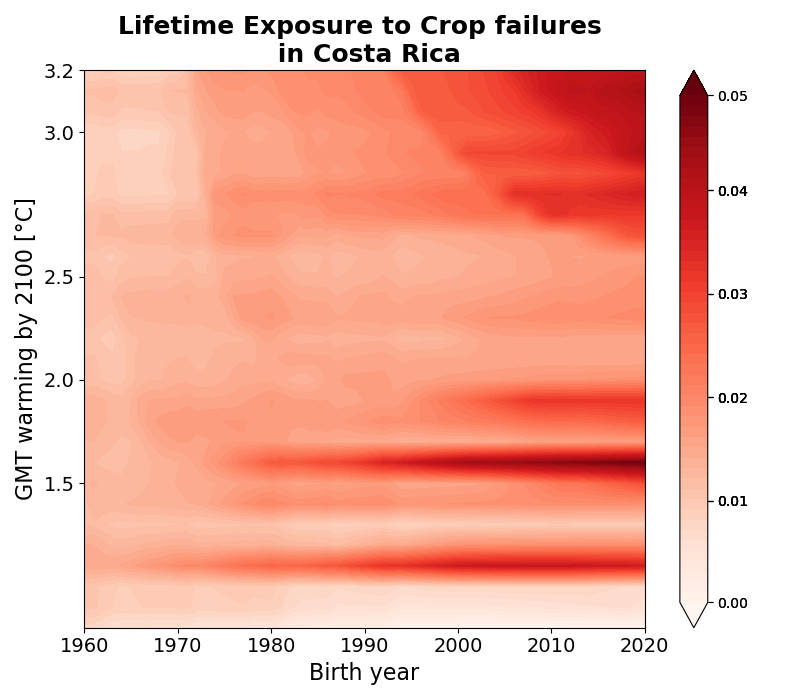 Lifetime Exposure to Crop failures
in Costa Rica
GMT warming by 2100 [°C]
3.2
3.0
2.5
2.0
1.5
1960 1970 1980 1990 2000 2010 2020
Birth year
0.05
0.04
0.03
0.02
0.01
0.00